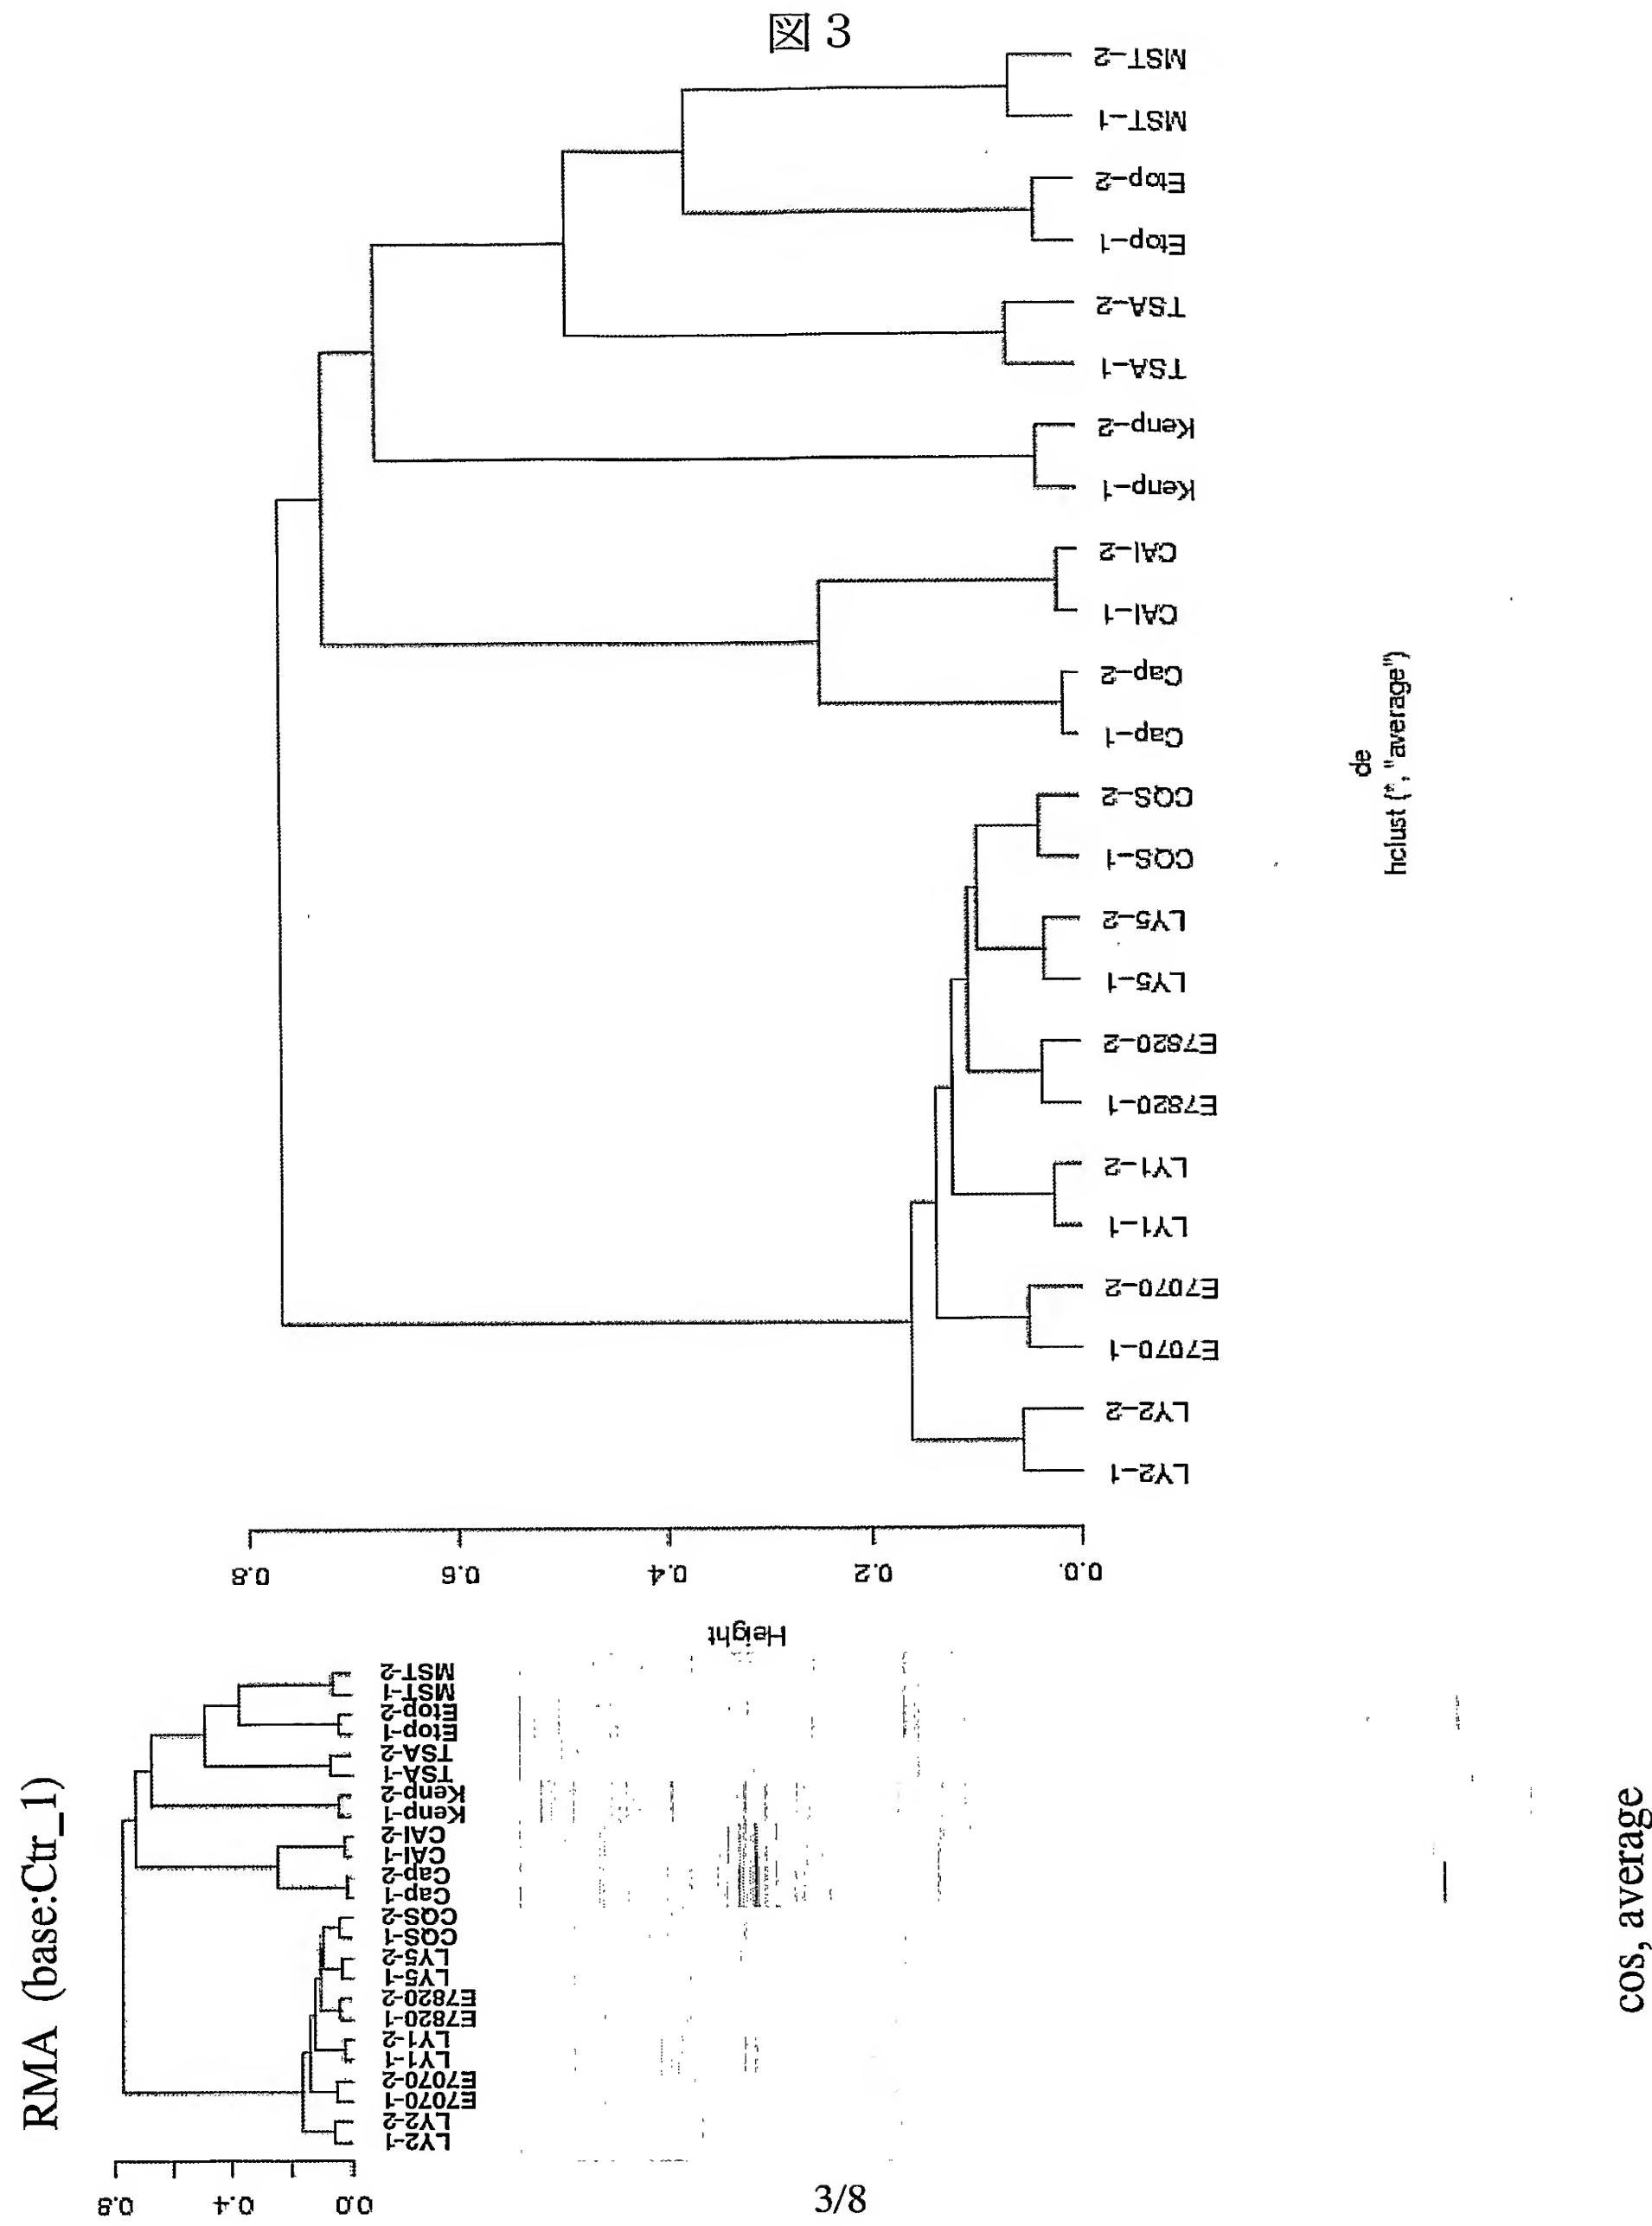 図 3
MST-2
MST-1
Etop-2
Etop-1
TSA-2
TSA-1
Kenp-2
Kenp-1
CAI-2
CAI-1
Cap-2
Cap-1
CQS-2
CQS-1
LY5-2
LY5-1
E7820-2
E7820-1
LY1-2
LY1-1
E7070-2
E7070-1
LY2-2
LY2-1
de
hclust (*, "average")
0.8
0.6
0.4
0.2
0.0
Height
RMA (base:Ctr_1)
MST-2
MST-1
Etop-2
Etop-1
TSA-2
TSA-1
Kenp-2
Kenp-1
CAI-2
CAI-1
Cap-2
Cap-1
CQS-2
CQS-1
LY5-2
LY5-1
E7820-2
E7820-1
LY1-2
LY1-1
E7070-2
E7070-1
LY2-2
LY2-1
0.8
0.4
0.0
cos, average
3/8